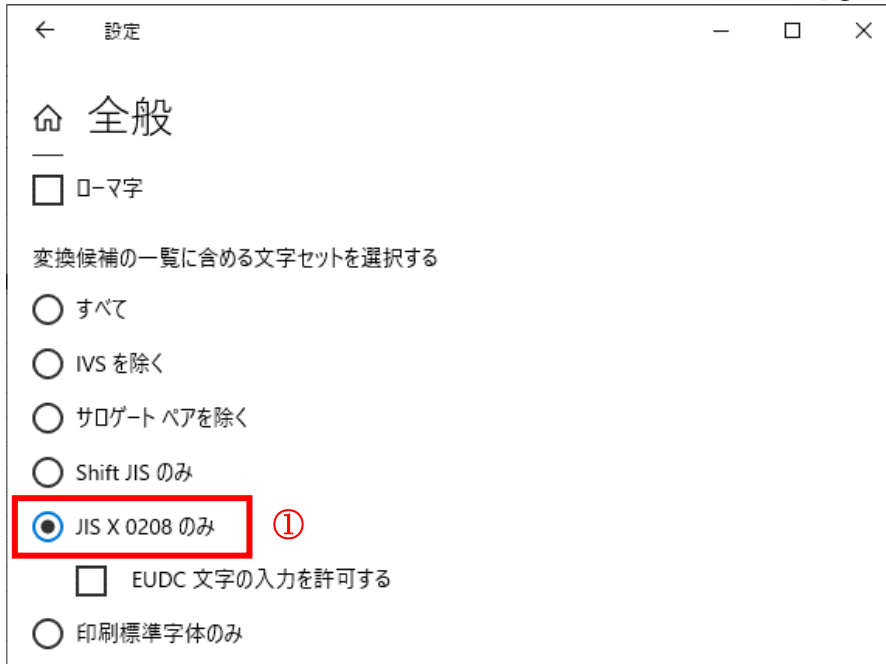 設定
全般
ローマ字
変換候補の一覧に含める文字セットを選択する
すべて
IVS を除く
サロゲート ペアを除く
Shift JIS のみ
JIS X 0208 のみ ①
EUDC 文字の入力を許可する
印刷標準字体のみ